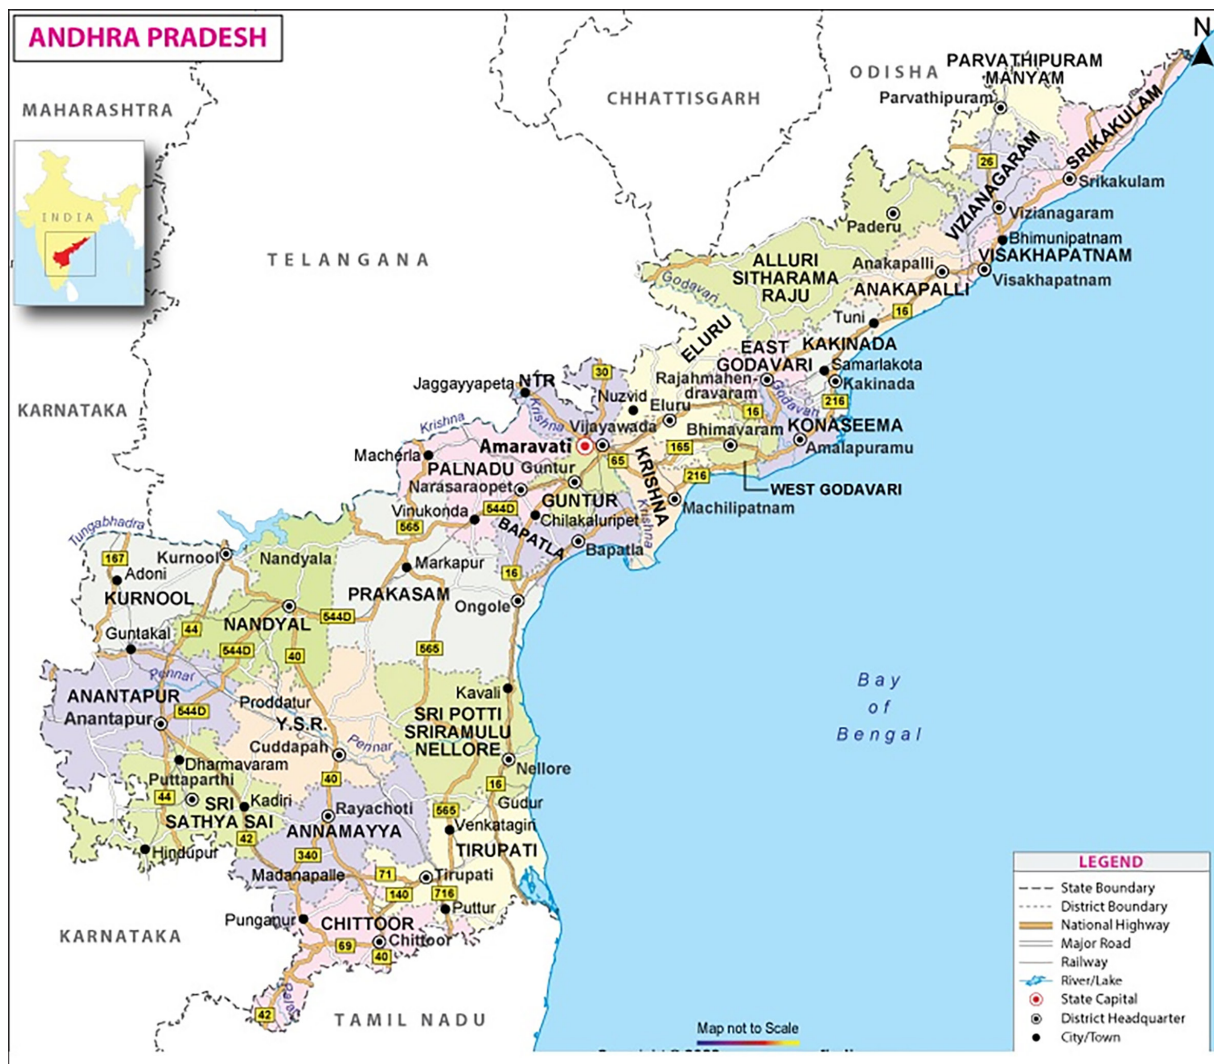 ANDHRA PRADESH
N
MAHARASHTRA
CHHATTISGARH
ODISHA
PARVATHIPURAM
MANYAM
Parvathipuram
SRIKAKULAM
26
VIZIANAGARAM
Srikakulam
INDIA
Paderu
Vizianagaram
Bhimunipatnam
TELANGANA
ALLURI
SITHARAMA
RAJU
Anakapalli
VISAKHAPATNAM
Visakhapatnam
ANAKAPALLI
Godavari
16
Tuni
ELURU
EAST
GODAVARI
KAKINADA
Samarlakota
Kakinada
216
Jaggayyapeta
NTR
30
Nuzvid
Rajahmahen-
dravaram
KARNATAKA
Krishna
Krishna
Eluru
16
Godavari
Vijayawada
Bhimavaram
KONASEEMA
Amaravati
165
Amalapuramu
Macherla
PALNADU
Guntur
65
KRISHNA
216
Narasaraopet
GUNTUR
WEST GODAVARI
Vinukonda
544D
Chilakaluripet
Krishna
Machilipatnam
Tungabhadra
565
BAPATLA
Bapatla
Kurnool
Nandyala
167
Adoni
Markapur
16
KURNOOL
PRAKASAM
Ongole
NANDYAL
544D
Guntakal
44
544D
40
565
Pennar
ANANTAPUR
Proddatur
Kavali
Bay
of
Bengal
Anantapur
544D
Y.S.R.
SRI POTTI
SRIRAMULU
NELLORE
Cuddapah
Pennar
Dharmavaram
Nellore
Puttaparthi
40
16
44
SRI
SATHYA SAI
Kadiri
Rayachoti
565
Gudur
ANNAMAYYA
Venkatagiri
42
Hindupur
340
TIRUPATI
Madanapalle
71
Tirupati
140
716
Punganur
CHITTOOR
Puttur
KARNATAKA
69
Chittoor
40
42
Palar
TAMIL NADU
LEGEND
State Boundary
District Boundary
National Highway
Major Road
Railway
River/Lake
State Capital
District Headquarter
City/Town
Map not to Scale